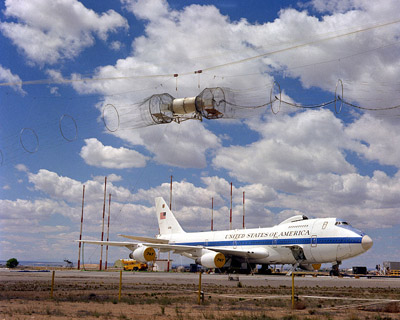 UNITED STATES OF AMERICA